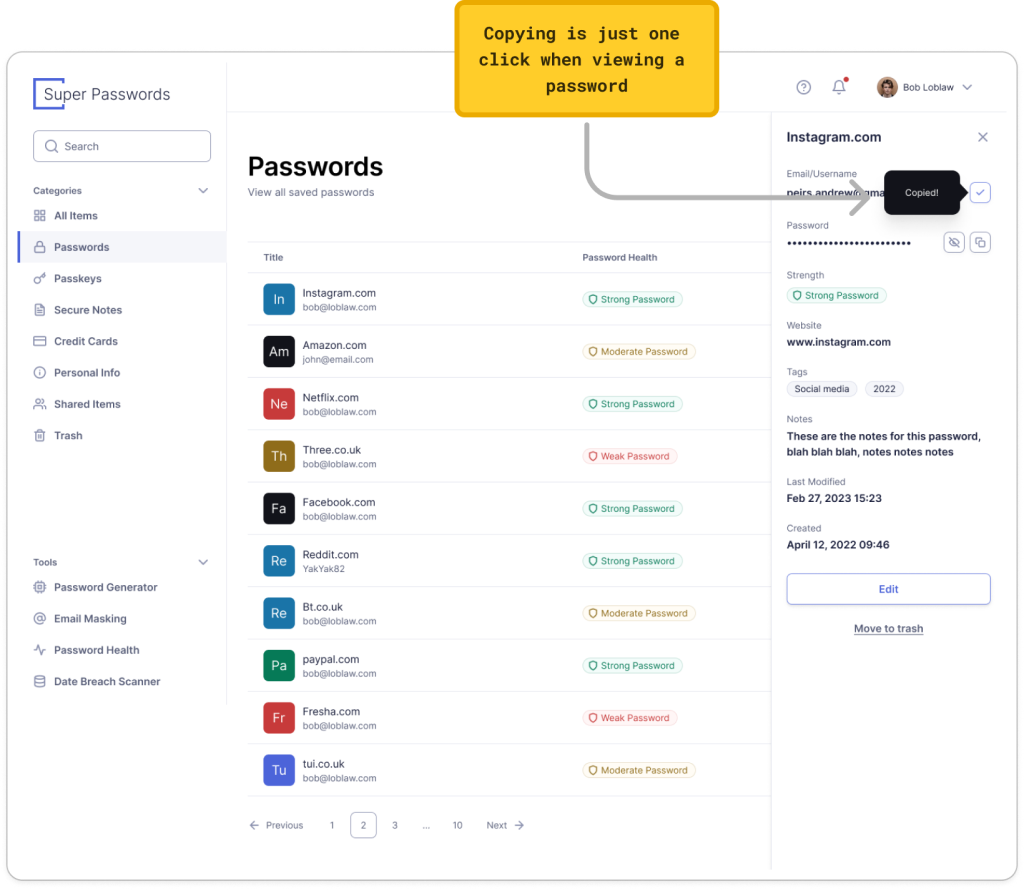 Copying is just one
click when viewing a
password
Super Passwords
Search
Categories
All Items
Passwords
Passkeys
Secure Notes
Credit Cards
Personal Info
Shared Items
Trash
Tools
Password Generator
Email Masking
Password Health
Date Breach Scanner
Bob Loblaw
Passwords
View all saved passwords
Title Password Health
In Instagram.com
bob@loblaw.com
Strong Password
Am Amazon.com
john@email.com
Moderate Password
Ne Netflix.com
bob@loblaw.com
Strong Password
Th Three.co.uk
bob@loblaw.com
Weak Password
Fa Facebook.com
bob@loblaw.com
Strong Password
Re Reddit.com
YakYak82
Strong Password
Re Bt.co.uk
bob@loblaw.com
Moderate Password
Pa paypal.com
bob@loblaw.com
Strong Password
Fr Fresha.com
bob@loblaw.com
Weak Password
Tu tui.co.uk
bob@loblaw.com
Moderate Password
Previous 1 2 3 ... 10 Next
Instagram.com
Email/Username
Copied!
Password
Strength
Strong Password
Website
www.instagram.com
Tags
Social media 2022
Notes
These are the notes for this password,
blah blah blah, notes notes notes
Last Modified
Feb 27, 2023 15:23
Created
April 12, 2022 09:46
Edit
Move to trash